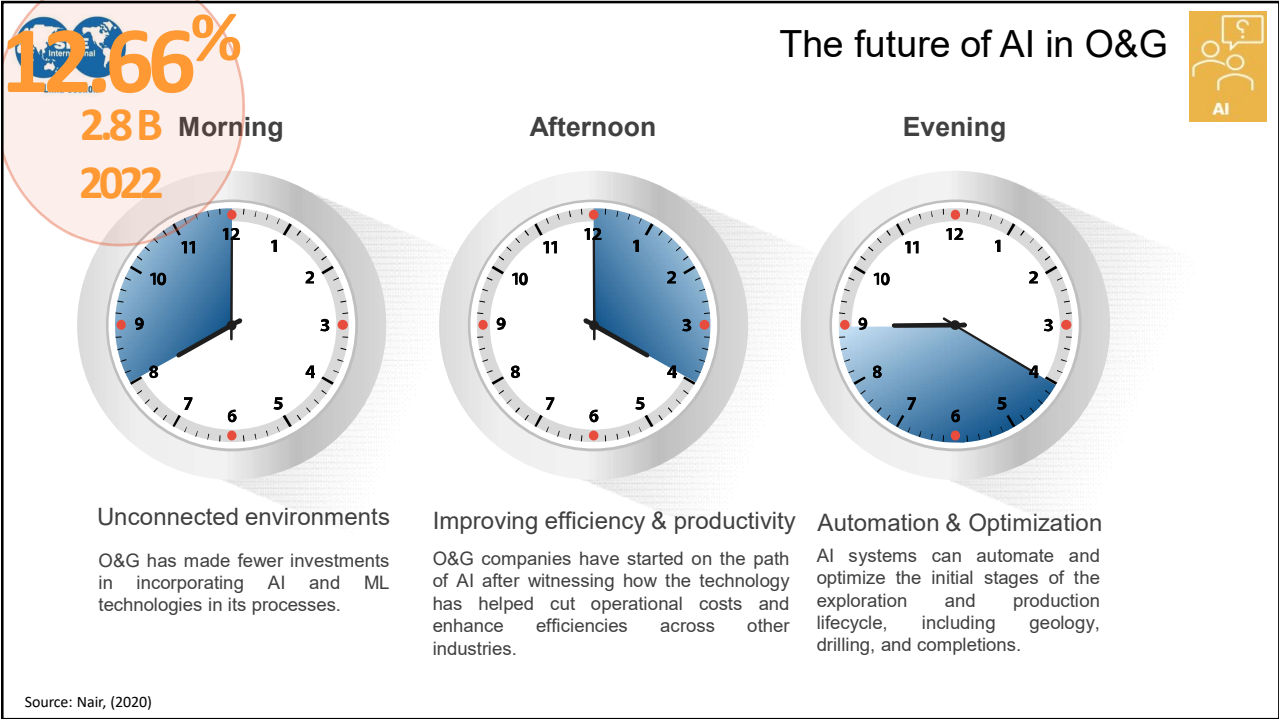 12.66%
International
2.8 B
2022
The future of AI in O&G
AI
Morning
Afternoon
Evening
12
1
2
3
4
5
6
7
8
9
10
11
12
1
2
3
4
5
6
7
8
9
10
11
12
1
2
3
4
5
6
7
8
9
10
11
Unconnected environments
O&G has made fewer investments
in incorporating AI and ML
technologies in its processes.
Improving efficiency & productivity
O&G companies have started on the path
of AI after witnessing how the technology
has helped cut operational costs and
enhance efficiencies across other
industries.
Automation & Optimization
AI systems can automate and
optimize the initial stages of the
exploration and production
lifecycle, including geology,
drilling, and completions.
Source: Nair, (2020)